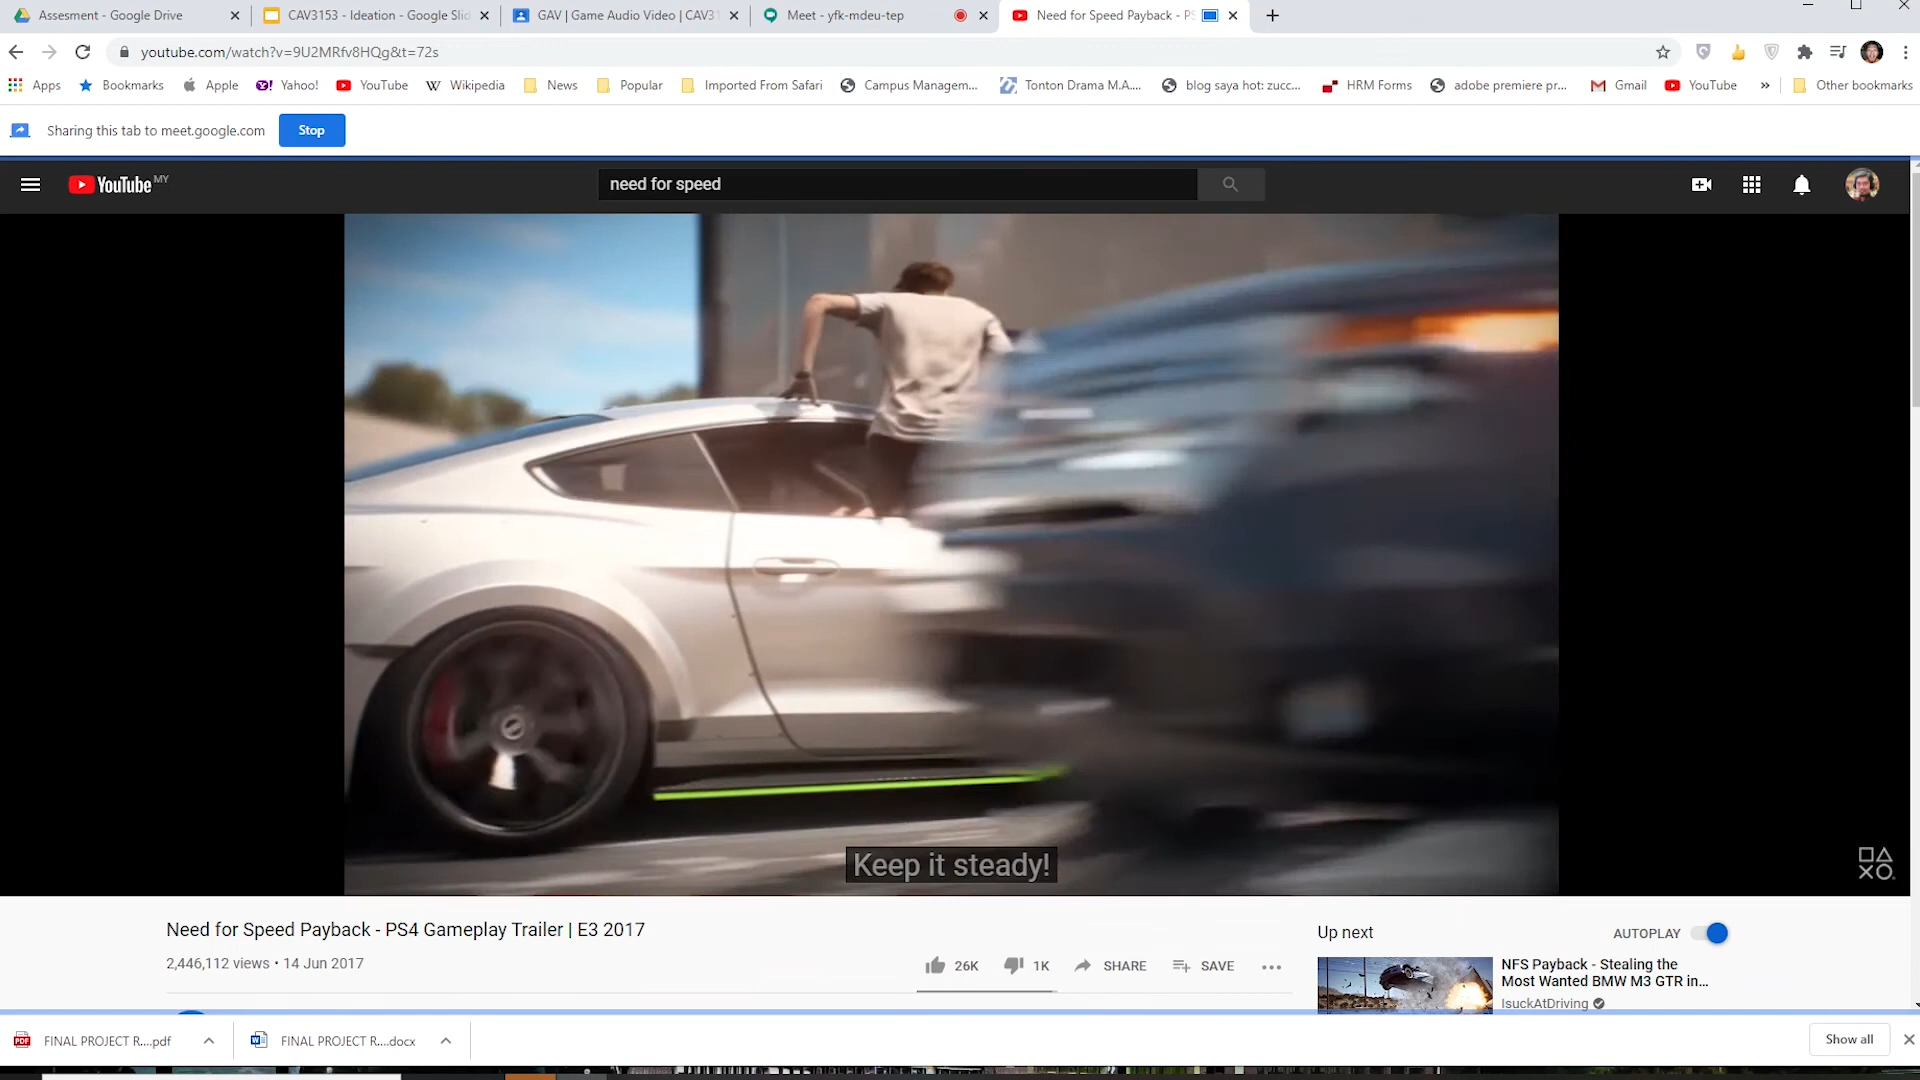 Assesment - Google Drive
CAV3153 - Ideation - Google Slid
GAV | Game Audio Video | CAV31
Meet - yfk-mdeu-tep
Need for Speed Payback - PS
youtube.com/watch?v=9U2MRfv8HQg&t=72s
Apps
Bookmarks
Apple
Yahoo!
YouTube
Wikipedia
News
Popular
Imported From Safari
Campus Managem...
Tonton Drama M.A....
blog saya hot: zucc...
HRM Forms
adobe premiere pr...
Gmail
YouTube
»
Other bookmarks
Sharing this tab to meet.google.com
Stop
YouTube MY
need for speed
Keep it steady!
Need for Speed Payback - PS4 Gameplay Trailer | E3 2017
2,446,112 views • 14 Jun 2017
26K
1K
SHARE
SAVE
Up next
AUTOPLAY
NFS Payback - Stealing the
Most Wanted BMW M3 GTR in...
IsuckAtDriving
FINAL PROJECT R....pdf
FINAL PROJECT R....docx
Show all